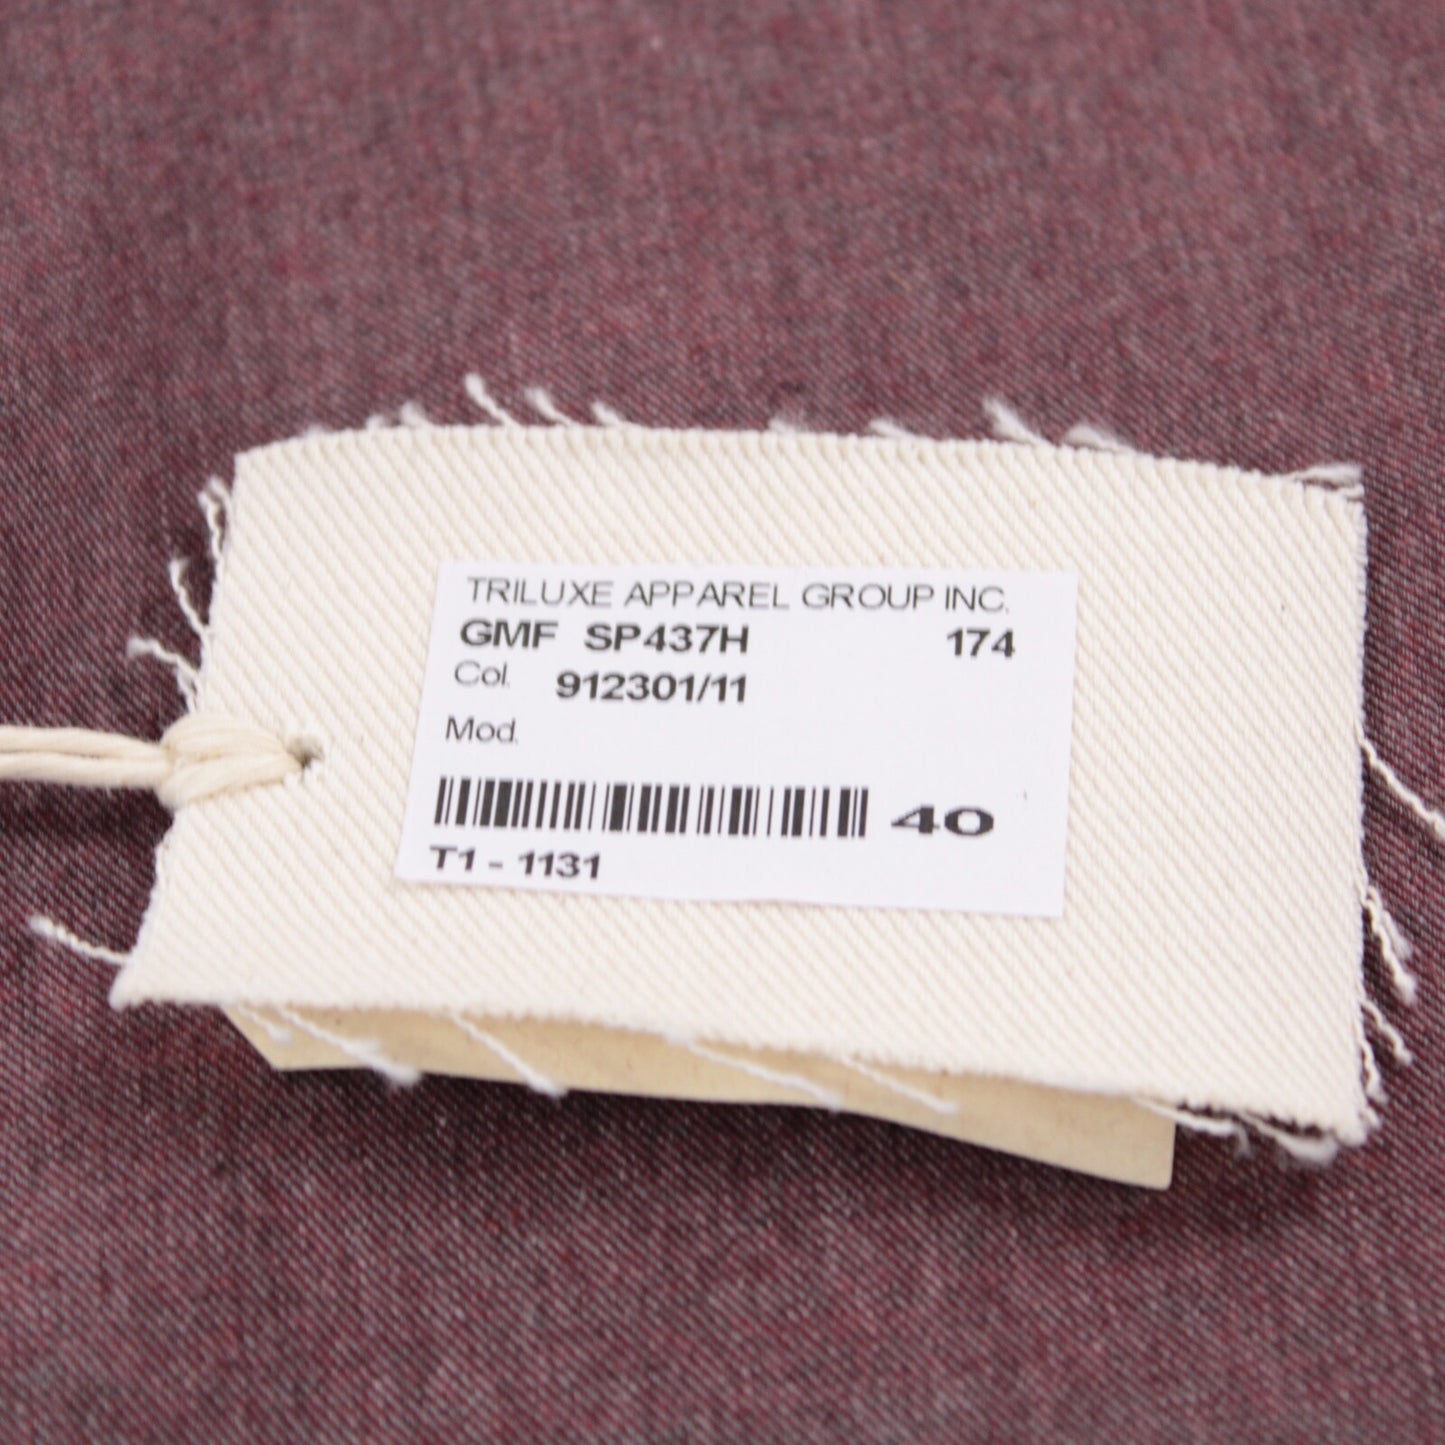 TRILUXE APPAREL GROUP INC.
GMF SP437H 174
Col. 912301/11
Mod.
40
T1 - 1131